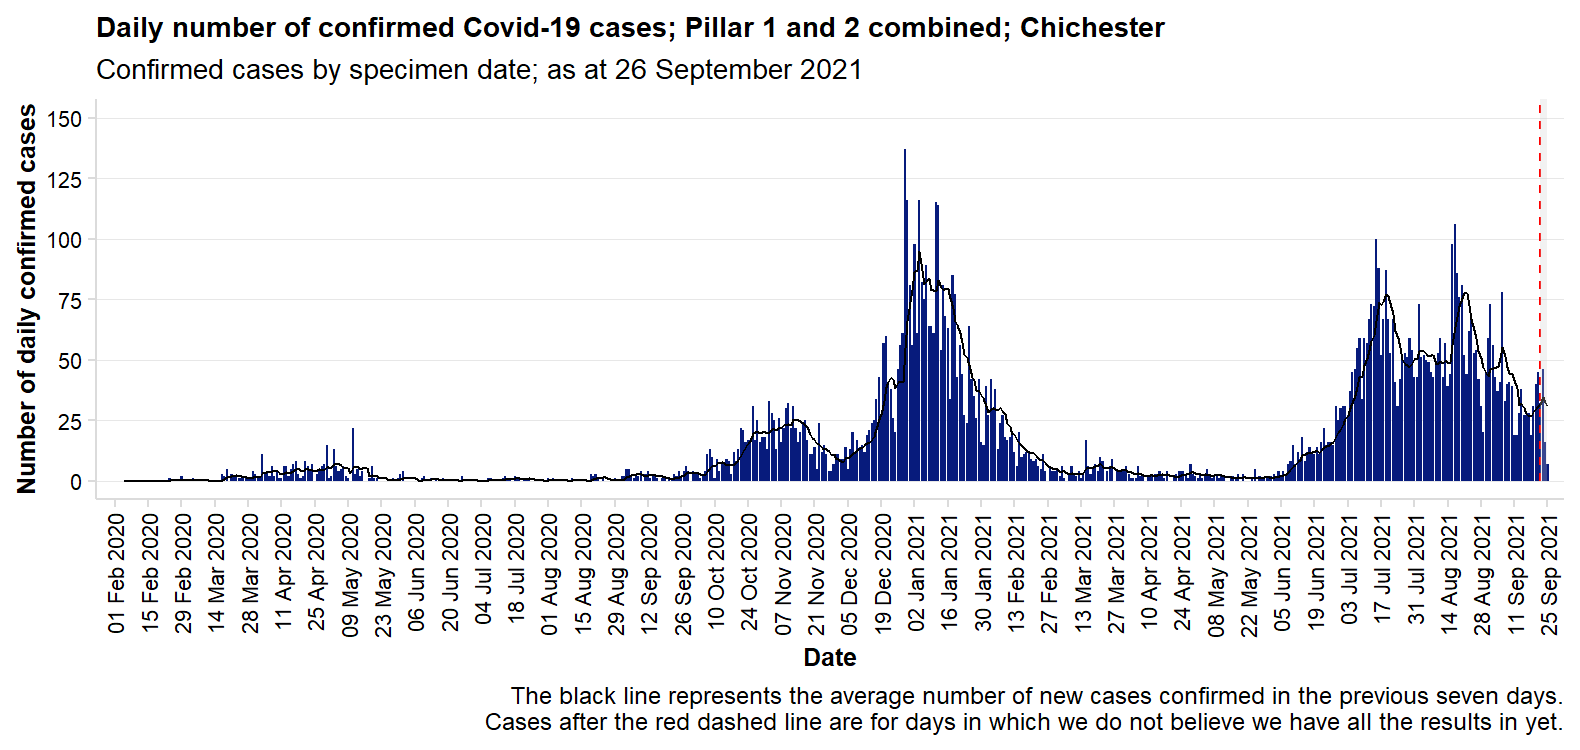 Daily number of confirmed Covid-19 cases; Pillar 1 and 2 combined; Chichester
Confirmed cases by specimen date; as at 26 September 2021
Number of daily confirmed cases
150
125
100
75
50
25
0
01 Feb 2020
15 Feb 2020
29 Feb 2020
14 Mar 2020
28 Mar 2020
11 Apr 2020
25 Apr 2020
09 May 2020
23 May 2020
06 Jun 2020
20 Jun 2020
04 Jul 2020
18 Jul 2020
01 Aug 2020
15 Aug 2020
29 Aug 2020
12 Sep 2020
26 Sep 2020
10 Oct 2020
24 Oct 2020
07 Nov 2020
21 Nov 2020
05 Dec 2020
19 Dec 2020
02 Jan 2021
16 Jan 2021
30 Jan 2021
13 Feb 2021
27 Feb 2021
13 Mar 2021
27 Mar 2021
10 Apr 2021
24 Apr 2021
08 May 2021
22 May 2021
05 Jun 2021
19 Jun 2021
03 Jul 2021
17 Jul 2021
31 Jul 2021
14 Aug 2021
28 Aug 2021
11 Sep 2021
25 Sep 2021
Date
The black line represents the average number of new cases confirmed in the previous seven days.
Cases after the red dashed line are for days in which we do not believe we have all the results in yet.